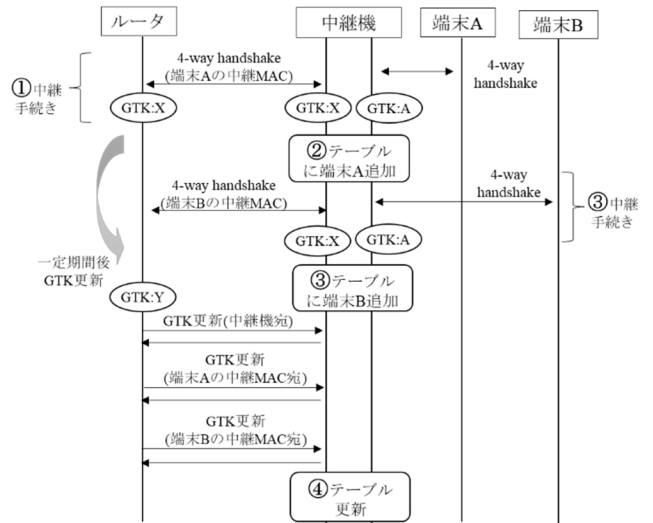 ルータ
中継機
端末A
端末B
4-way handshake
(端末Aの中継MAC)
4-way
handshake
①中継
手続き
GTK:X
GTK:X
GTK:A
②テーブル
に端末A追加
4-way handshake
(端末Bの中継MAC)
4-way
handshake
③中継
手続き
GTK:X
GTK:A
一定期間後
GTK更新
③テーブル
に端末B追加
GTK:Y
GTK更新(中継機宛)
GTK更新
(端末Aの中継MAC宛)
GTK更新
(端末Bの中継MAC宛)
④テーブル
更新